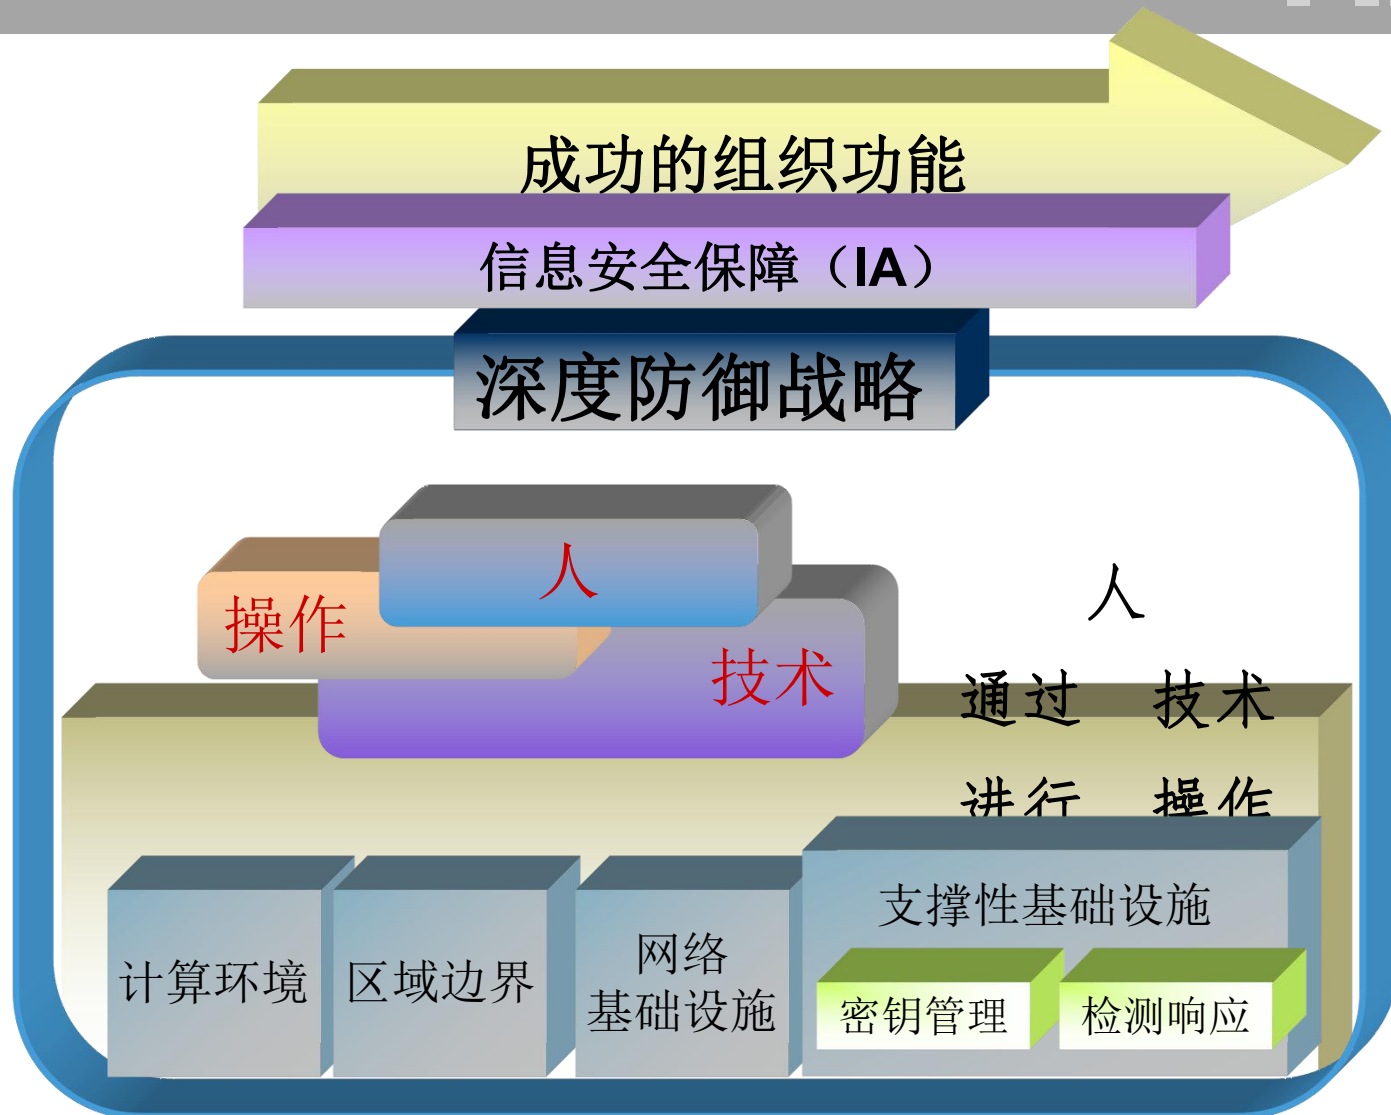 成功的组织功能
信息安全保障（IA）
深度防御战略
人
操作
技术
人
通过 技术
进行 操作
支撑性基础设施
计算环境
区域边界
网络
基础设施
密钥管理
检测响应